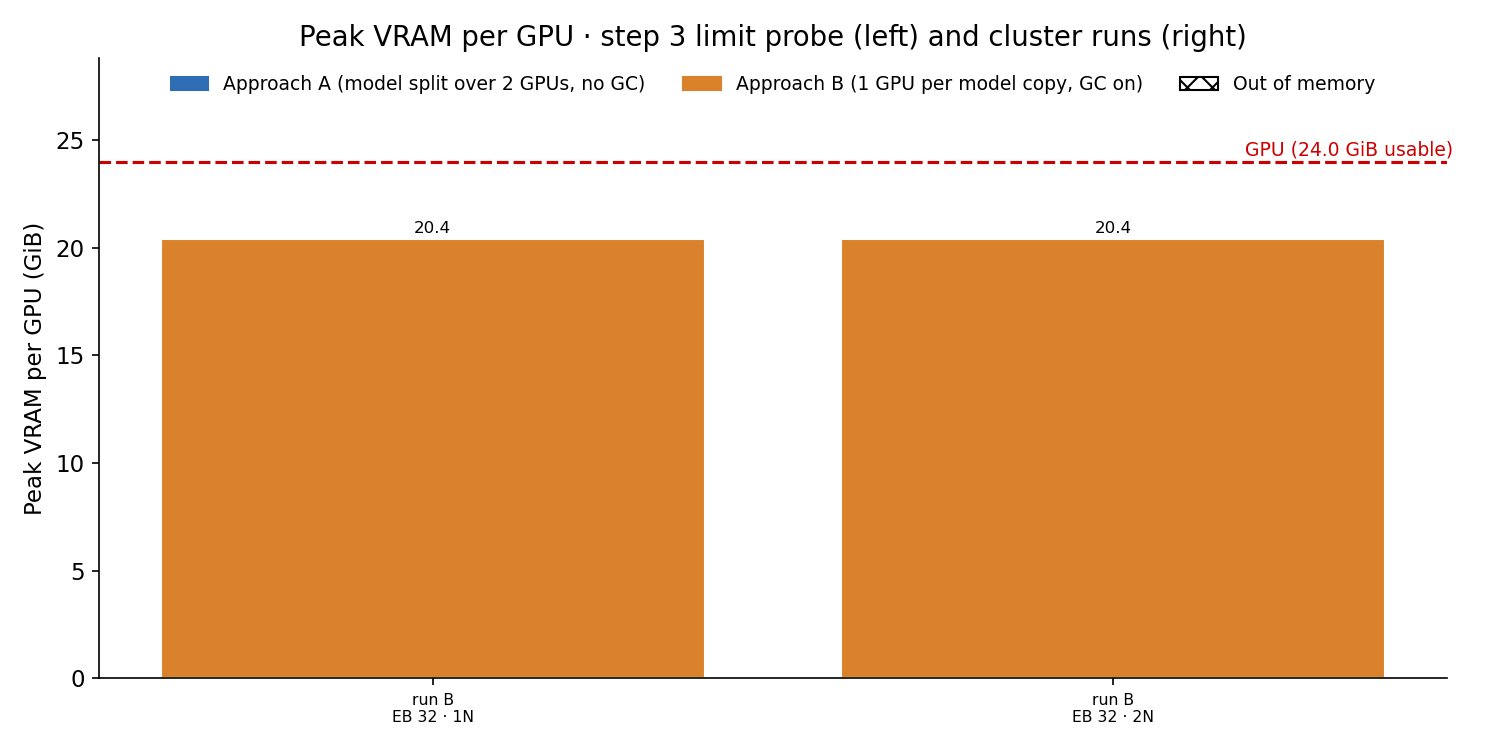 Peak VRAM per GPU · step 3 limit probe (left) and cluster runs (right)
Approach A (model split over 2 GPUs, no GC)
Approach B (1 GPU per model copy, GC on)
Out of memory
GPU (24.0 GiB usable)
Peak VRAM per GPU (GiB)
25
20
15
10
5
0
20.4
20.4
run B
EB 32 · 1N
run B
EB 32 · 2N